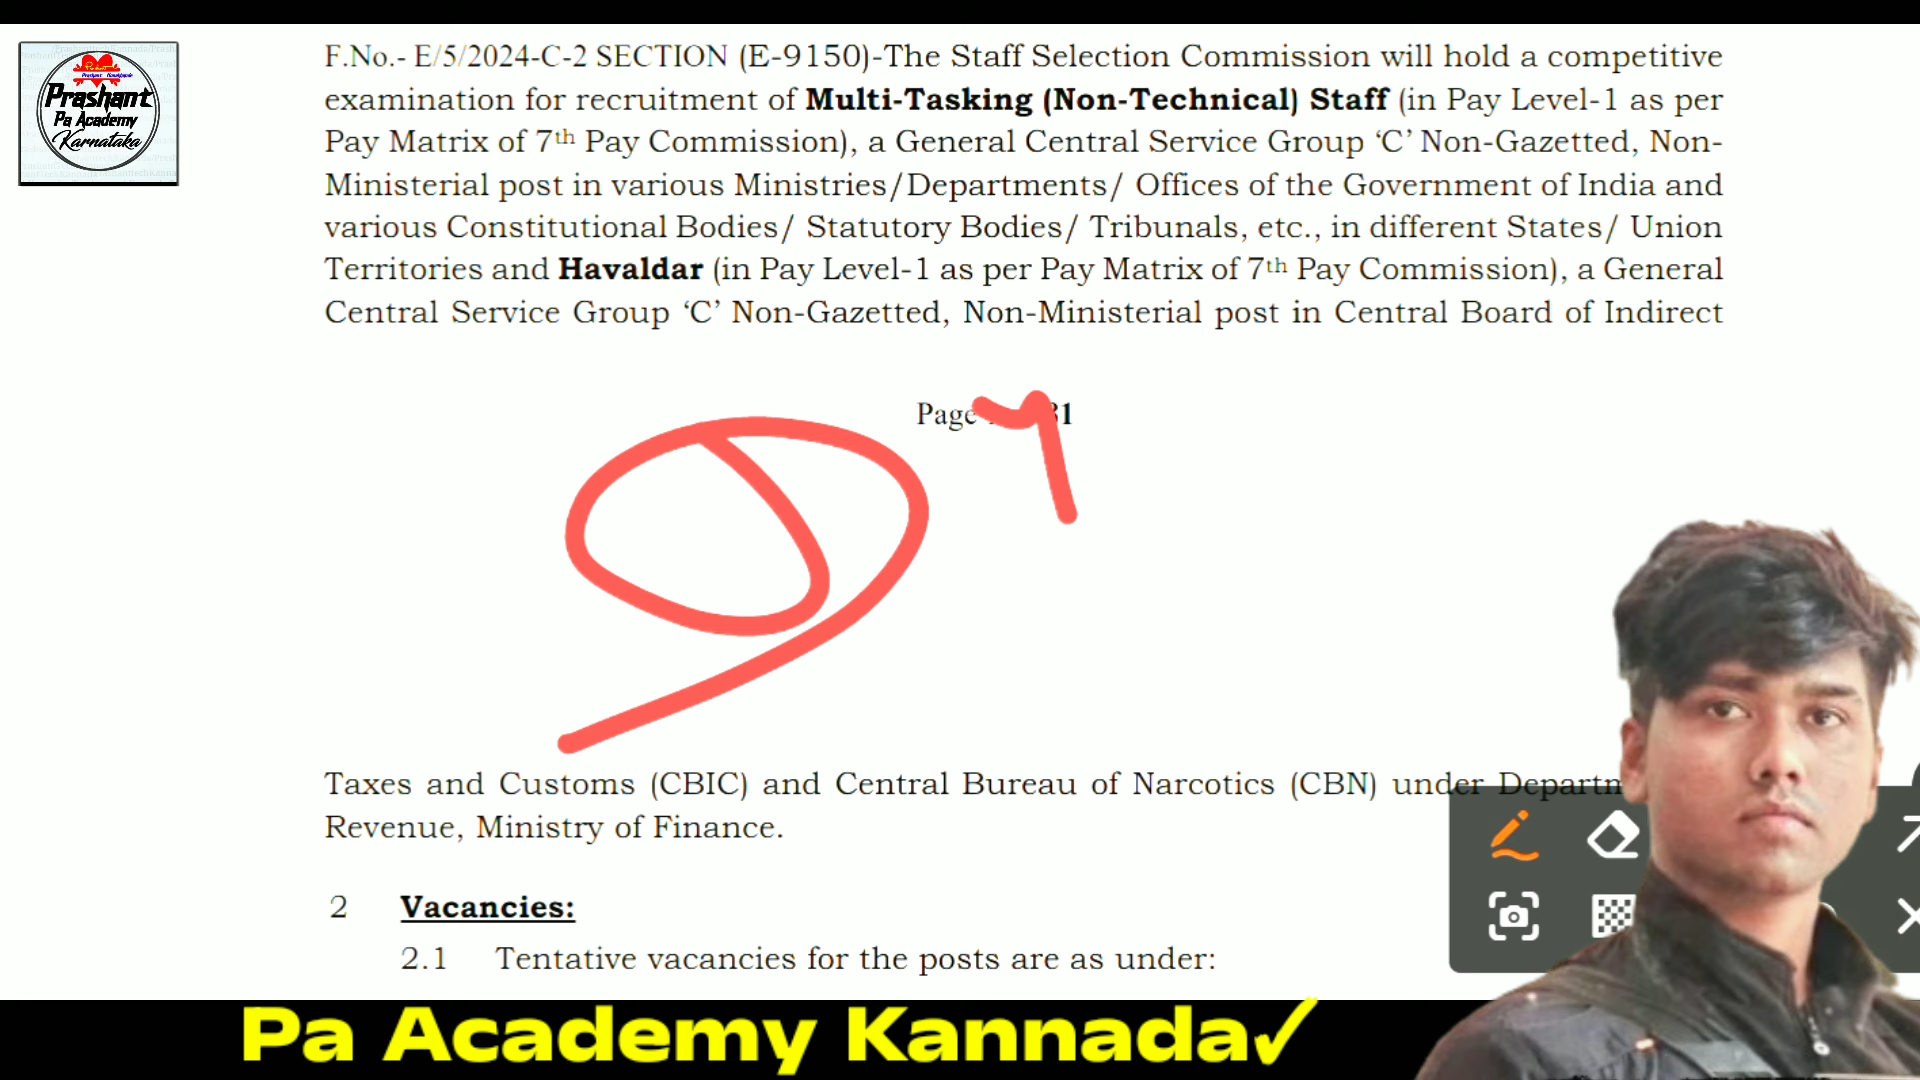 Prashant
Pa Academy
Karnataka
F.No.- E/5/2024-C-2 SECTION (E-9150)-The Staff Selection Commission will hold a competitive
examination for recruitment of Multi-Tasking (Non-Technical) Staff (in Pay Level-1 as per
Pay Matrix of 7th Pay Commission), a General Central Service Group ‘C’ Non-Gazetted, Non-
Ministerial post in various Ministries/Departments/ Offices of the Government of India and
various Constitutional Bodies/ Statutory Bodies/ Tribunals, etc., in different States/ Union
Territories and Havaldar (in Pay Level-1 as per Pay Matrix of 7th Pay Commission), a General
Central Service Group ‘C’ Non-Gazetted, Non-Ministerial post in Central Board of Indirect
Page
Taxes and Customs (CBIC) and Central Bureau of Narcotics (CBN) under Departm
Revenue, Ministry of Finance.
2 Vacancies:
2.1 Tentative vacancies for the posts are as under:
Pa Academy Kannada✓